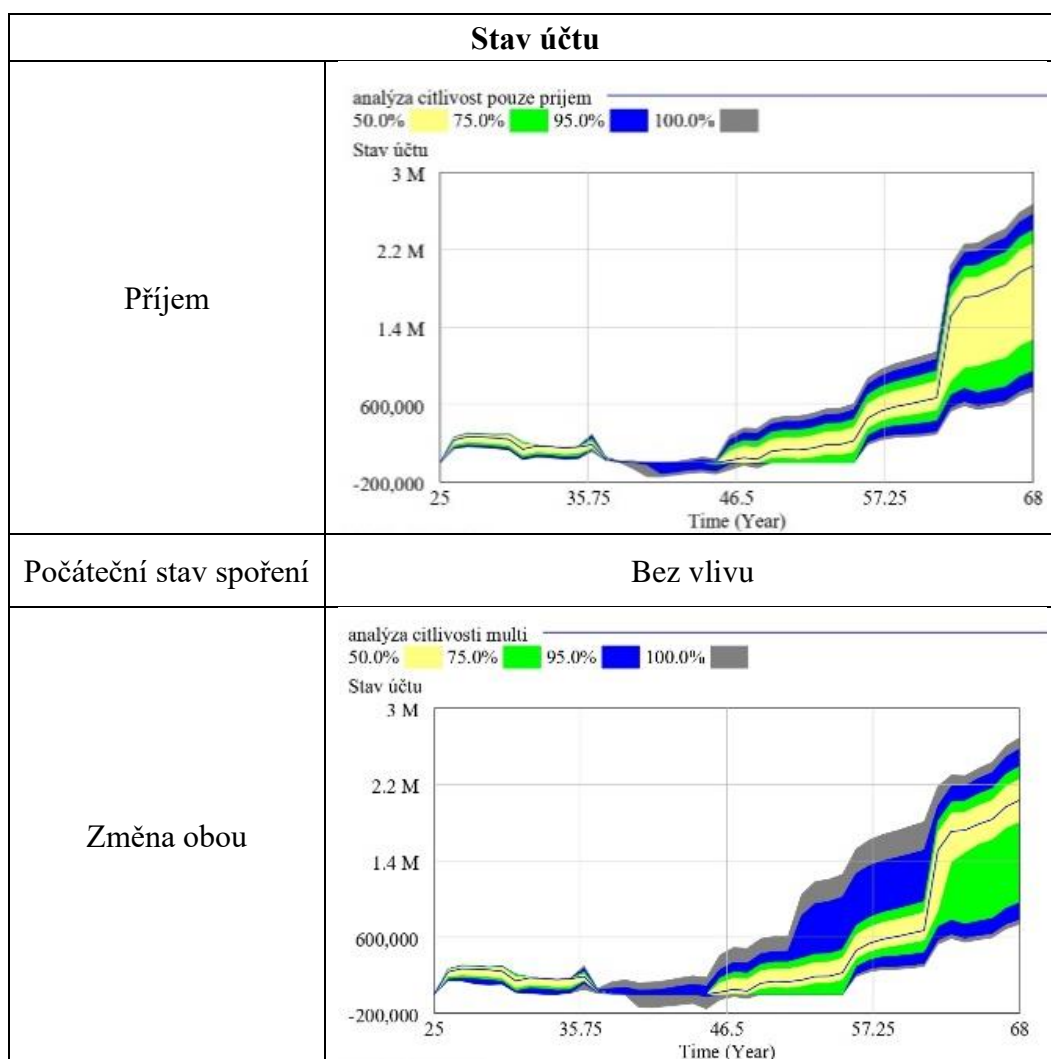 Stav účtu
Příjem
analýza citlivost pouze prijem
50.0% 75.0% 95.0% 100.0%
Stav účtu
3 M
2.2 M
1.4 M
600,000
-200,000
25 35.75 46.5 57.25 68
Time (Year)
Počáteční stav spoření Bez vlivu
Změna obou
analýza citlivosti multi
50.0% 75.0% 95.0% 100.0%
Stav účtu
3 M
2.2 M
1.4 M
600,000
-200,000
25 35.75 46.5 57.25 68
Time (Year)